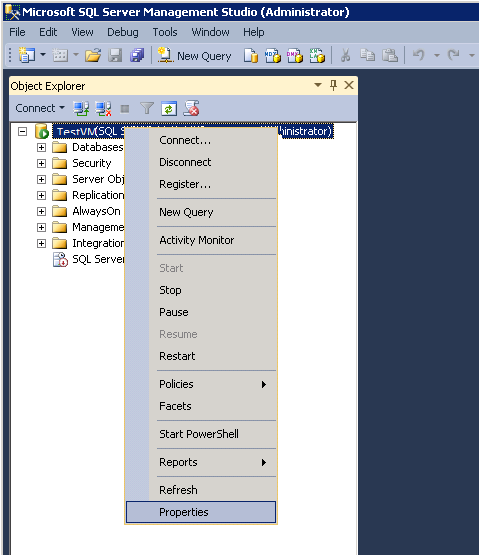 Microsoft SQL Server Management Studio (Administrator)
File Edit View Debug Tools Window Help
New Query
Object Explorer
Connect
TestVM(SQL inistrator)
Databases
Security
Server Obj
Replication
AlwaysOn
Manageme
Integration
SQL Server
Connect...
Disconnect
Register...
New Query
Activity Monitor
Start
Stop
Pause
Resume
Restart
Policies
Facets
Start PowerShell
Reports
Refresh
Properties